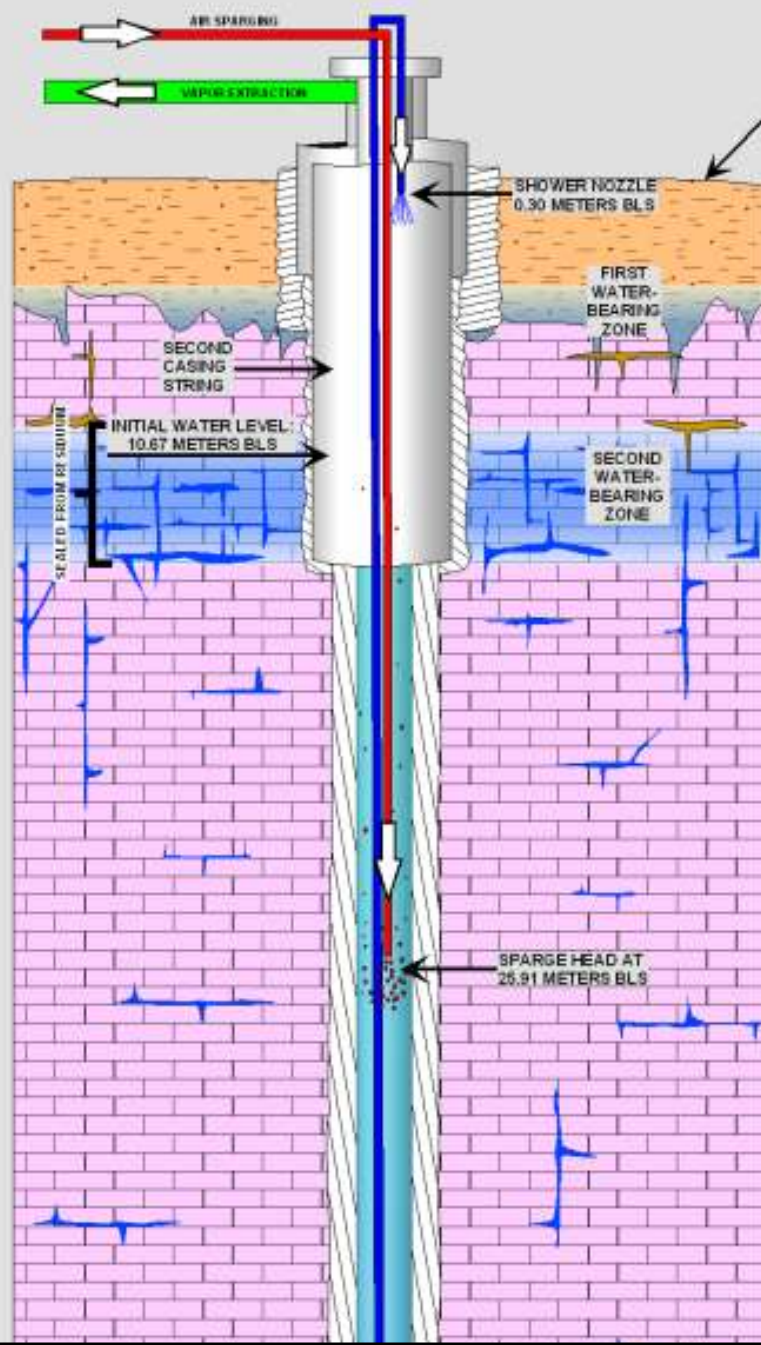 AIR SPARGING
VAPOR EXTRACTION
SHOWER NOZZLE
0.30 METERS BLS
FIRST
WATER-
BEARING
ZONE
SECOND
CASING
STRING
INITIAL WATER LEVEL:
10.67 METERS BLS
SEALED FROM RESIDIUUM
SECOND
WATER-
BEARING
ZONE
SPARGE HEAD AT
25.91 METERS BLS